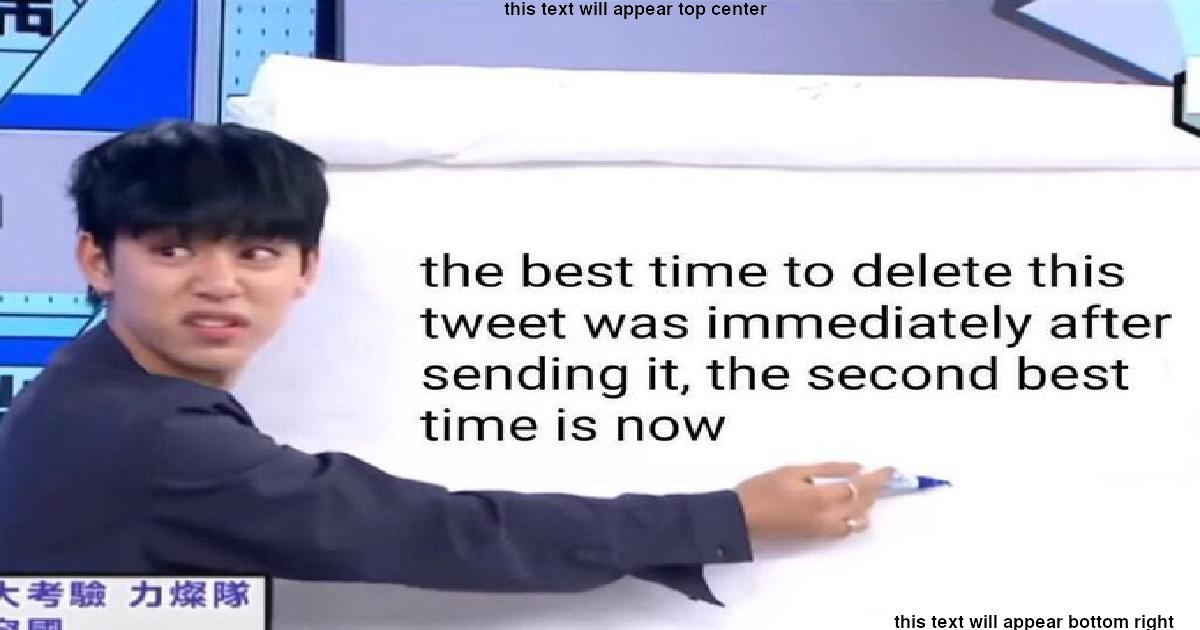 this text will appear top center
the best time to delete this
tweet was immediately after
sending it, the second best
time is now
大考驗 力燦隊
this text will appear bottom right